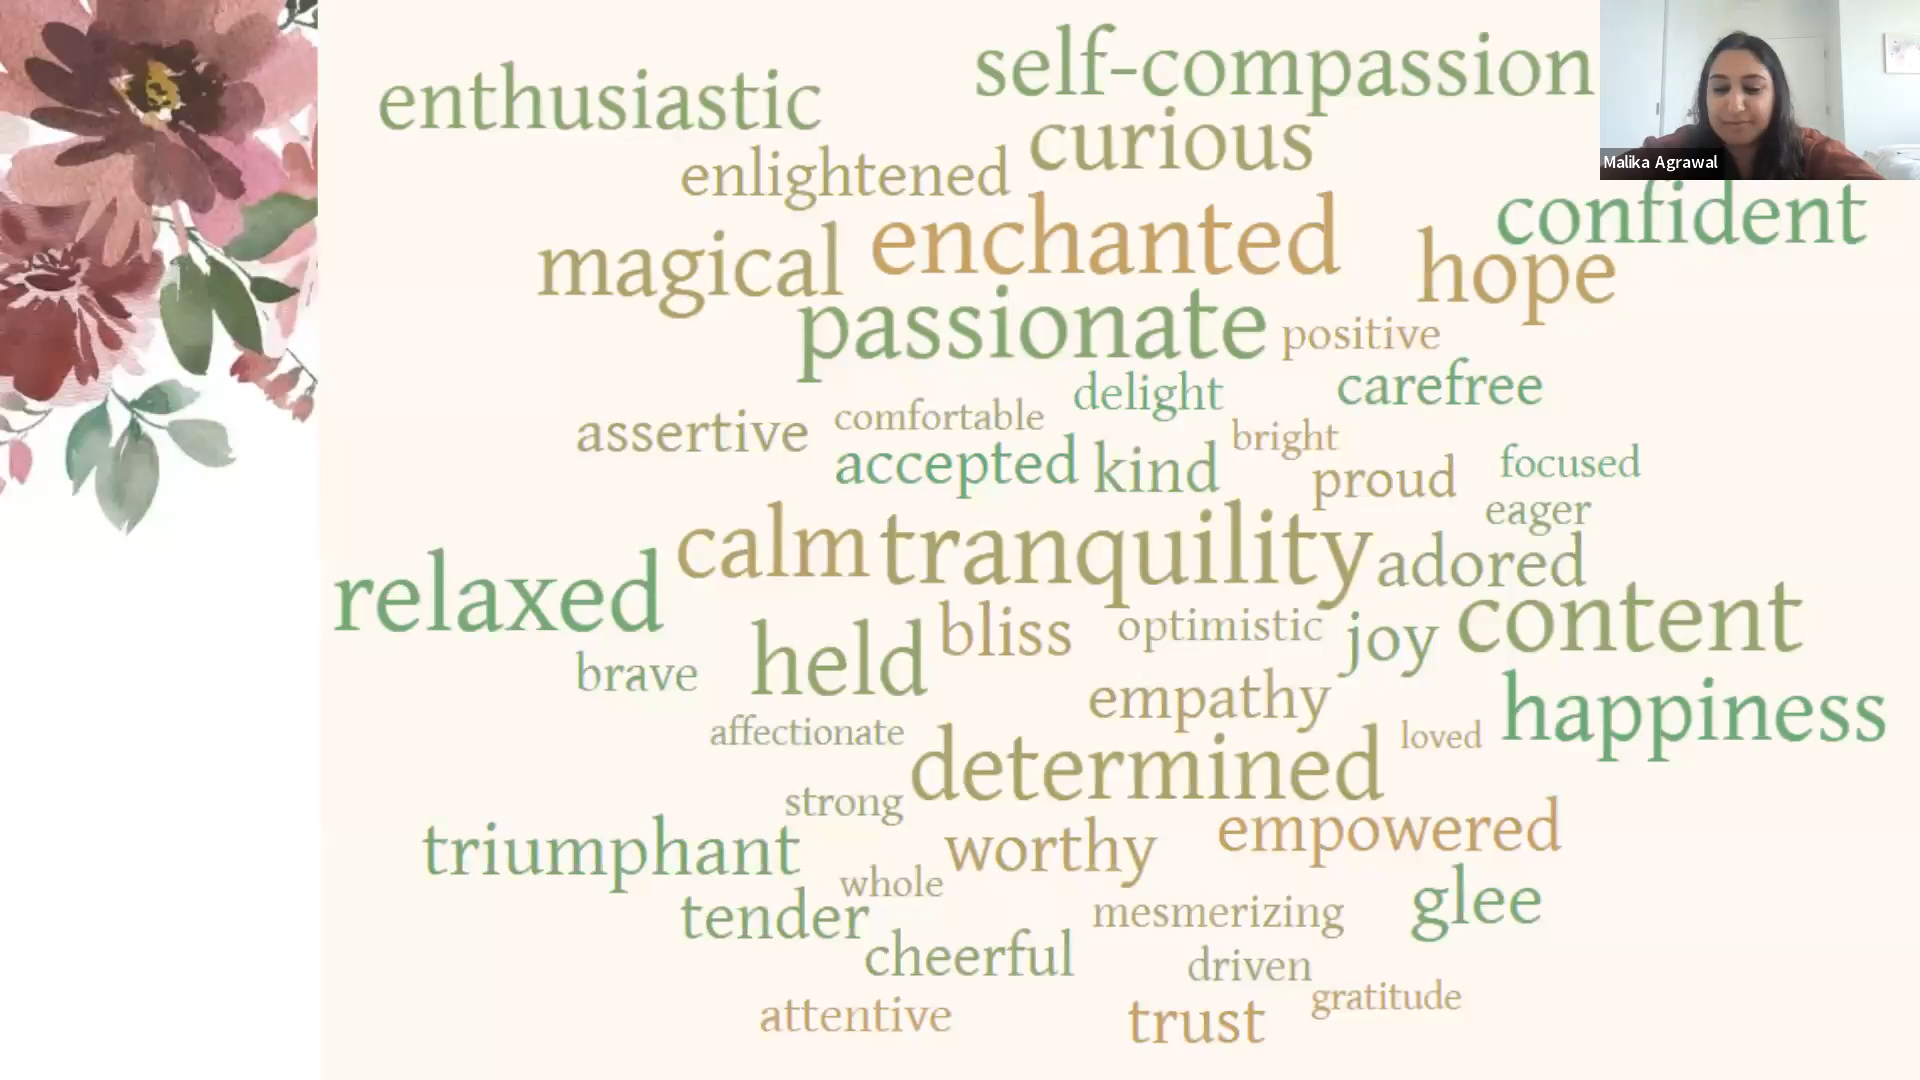 self-compassion
enthusiastic
curious
Malika Agrawal
enlightened
confident
enchanted
magical
hope
passionate
positive
delight
carefree
comfortable
assertive
bright
accepted kind
focused
proud
eager
calm tranquility
adored
relaxed
content
bliss
optimistic
joy
held
brave
empathy
happiness
affectionate
loved
determined
strong
empowered
triumphant
worthy
whole
glee
tender
mesmerizing
cheerful
driven
gratitude
attentive
trust